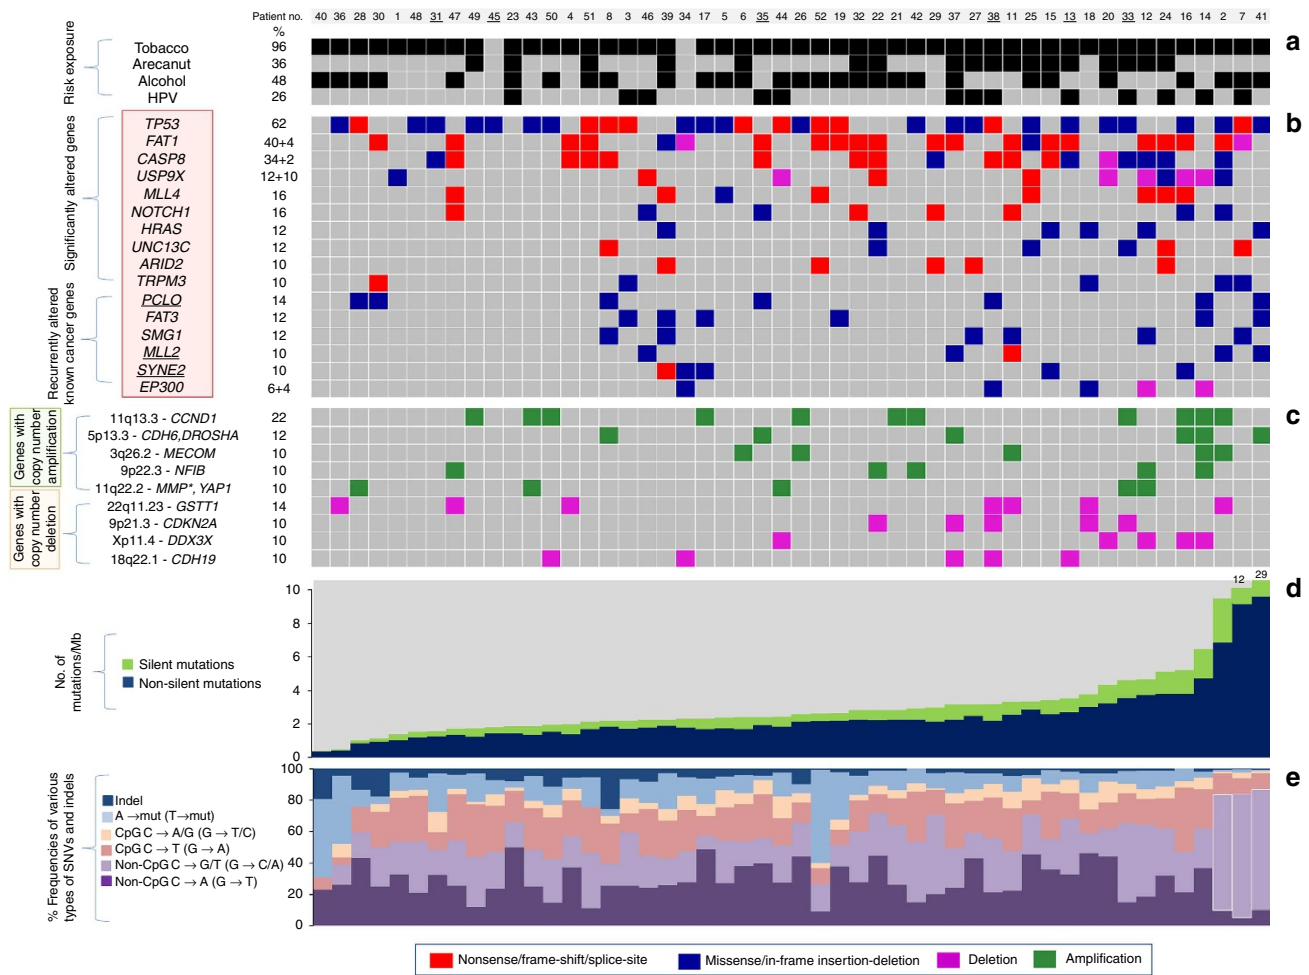 Patient no. 40 36 28 30 1 48 31 47 49 45 23 50 4 51 8 3 46 39 34 17 5 6 35 44 26 52 19 32 22 21 42 29 37 27 38 11 25 15 13 18 20 33 12 24 16 14 2 7 41
%
a
Risk exposure
Tobacco 96
Arecanut 36
Alcohol 48
HPV 26
b
Significantly altered genes
TP53 62
FAT1 40+4
CASP8 34+2
USP9X 12+10
MLL4 16
NOTCH1 16
HRAS 12
UNC13C 12
ARID2 10
TRPM3 10
Recurrently altered
known cancer genes
PCLO 14
FAT3 12
SMG1 12
MLL2 10
SYNE2 10
EP300 6+4
c
Genes with
copy number
amplification
11q13.3 - CCND1 22
5p13.3 - CDH6,DROSHA 12
3q26.2 - MECOM 10
9p22.3 - NFIB 10
11q22.2 - MMP*, YAP1 10
Genes with
copy number
deletion
22q11.23 - GSTT1 14
9p21.3 - CDKN2A 10
Xp11.4 - DDX3X 10
18q22.1 - CDH19 10
d
No. of
mutations/Mb
Silent mutations
Non-silent mutations
10
8
6
4
2
0
12
29
e
% Frequencies of various
types of SNVs and indels
Indel
A →mut (T→mut)
CpG C → A/G (G → T/C)
CpG C → T (G → A)
Non-CpG C → G/T (G → C/A)
Non-CpG C → A (G → T)
100
80
60
40
20
0
Nonsense/frame-shift/splice-site
Missense/in-frame insertion-deletion
Deletion
Amplification